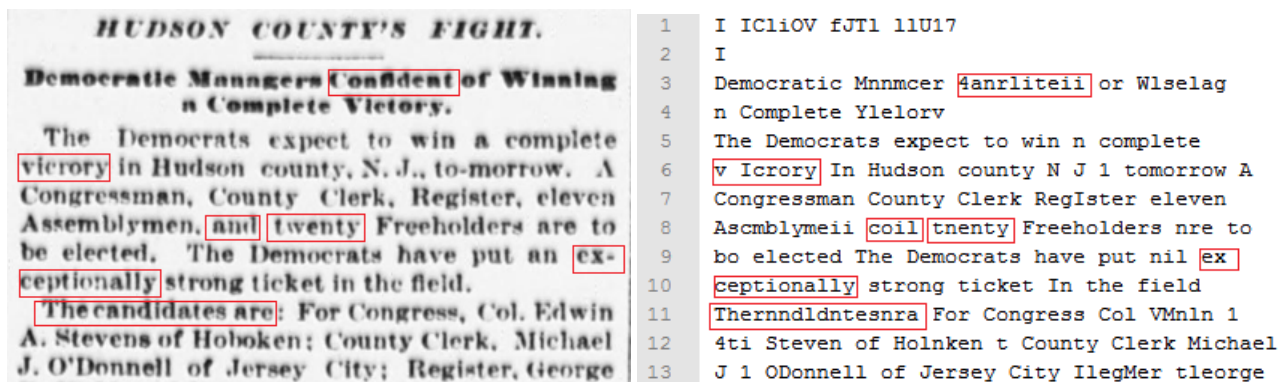 HUDSON COUNTY'S FIGHT.
Democratic Managers Confident of Winning
a Complete Victory.
The Democrats expect to win a complete
vicrory in Hudson county, N. J., to-morrow. A
Congressman, County Clerk, Register, eleven
Assemblymen, and twenty Freeholders are to
be elected. The Democrats have put an ex-
ceptionally strong ticket in the field.
The candidates are: For Congress, Col. Edwin
A. Stevens of Hoboken; County Clerk, Michael
J. O'Donnell of Jersey City; Register, George
1 I ICliOV fJTl llU17
2 I
3 Democratic Mnnmcer 4anrliteii or Wlselag
4 n Complete Ylelorv
5 The Democrats expect to win n complete
6 v Icrory In Hudson county N J 1 tomorrow A
7 Congressman County Clerk RegIster eleven
8 Ascmblymeii coil tnenty Freeholders nre to
9 bo elected The Democrats have put nil ex
10 ceptionally strong ticket In the field
11 Thernndldntesnra For Congress Col VMnln 1
12 4ti Steven of Holnken t County Clerk Michael
13 J 1 ODonnell of Jersey City IlegMer tleorge